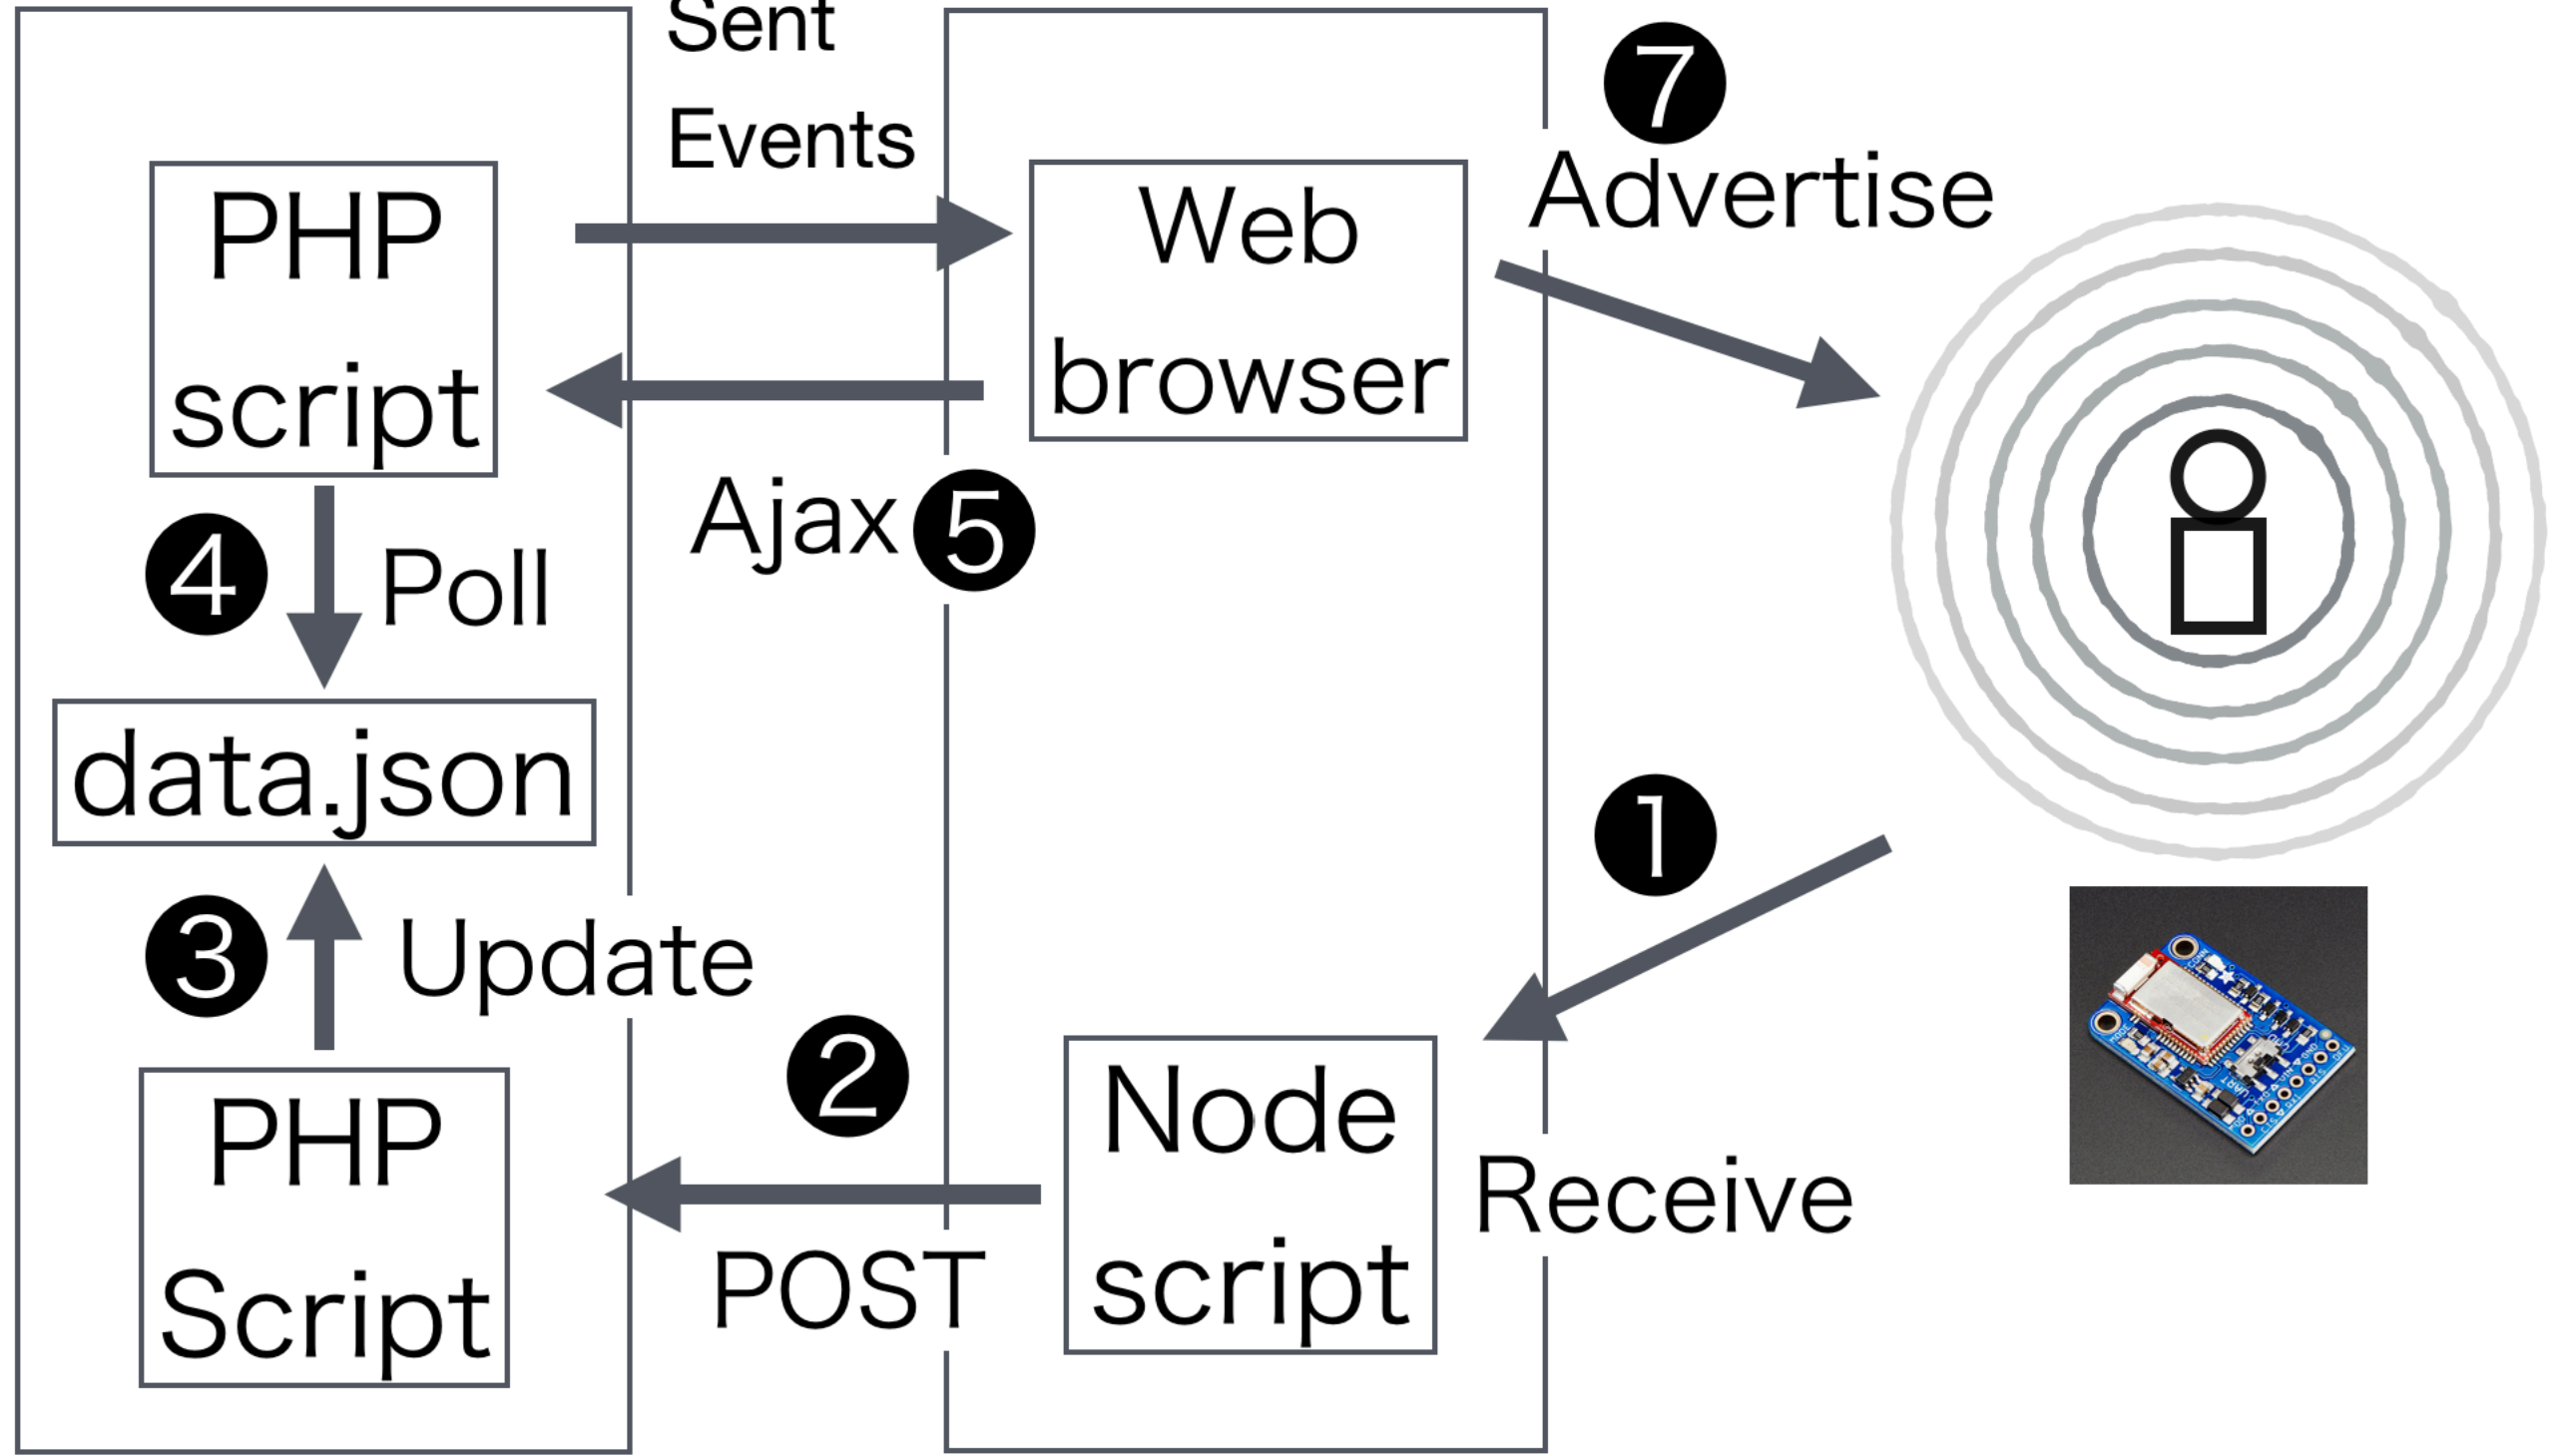 Sent
Events
7
Advertise
PHP
script
Web
browser
Ajax 5
4 Poll
data.json
1
3 Update
2
PHP
Script
Node
script
Receive
POST